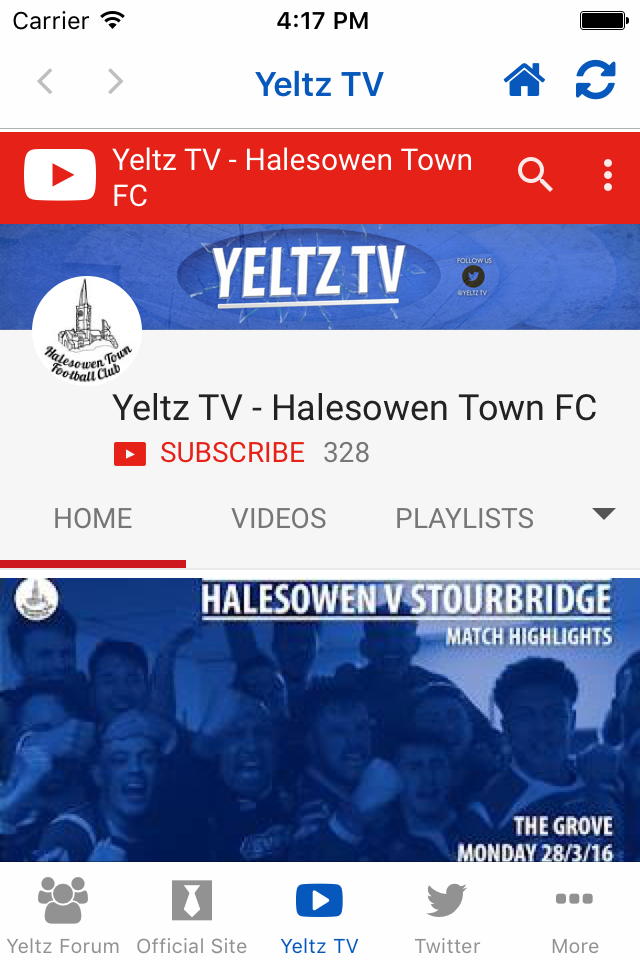 Carrier 4:17 PM
Yeltz TV
Yeltz TV - Halesowen Town
FC
YELTZ TV
FOLLOW US
@YELTZ TV
Halesowen Town
Football Club
Yeltz TV - Halesowen Town FC
SUBSCRIBE 328
HOME VIDEOS PLAYLISTS
HALESOWEN V STOURBRIDGE
MATCH HIGHLIGHTS
THE GROVE
MONDAY 28/3/16
Yeltz Forum Official Site Yeltz TV Twitter More